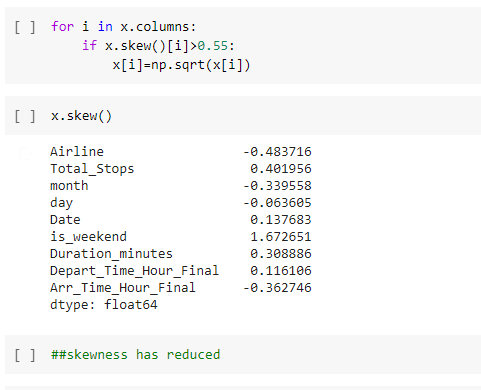 [ ] for i in x.columns:
if x.skew()[i]>0.55:
x[i]=np.sqrt(x[i])
[ ] x.skew()
Airline -0.483716
Total_Stops 0.401956
month -0.339558
day -0.063605
Date 0.137683
is_weekend 1.672651
Duration_minutes 0.308886
Depart_Time_Hour_Final 0.116106
Arr_Time_Hour_Final -0.362746
dtype: float64
[ ] ##skewness has reduced